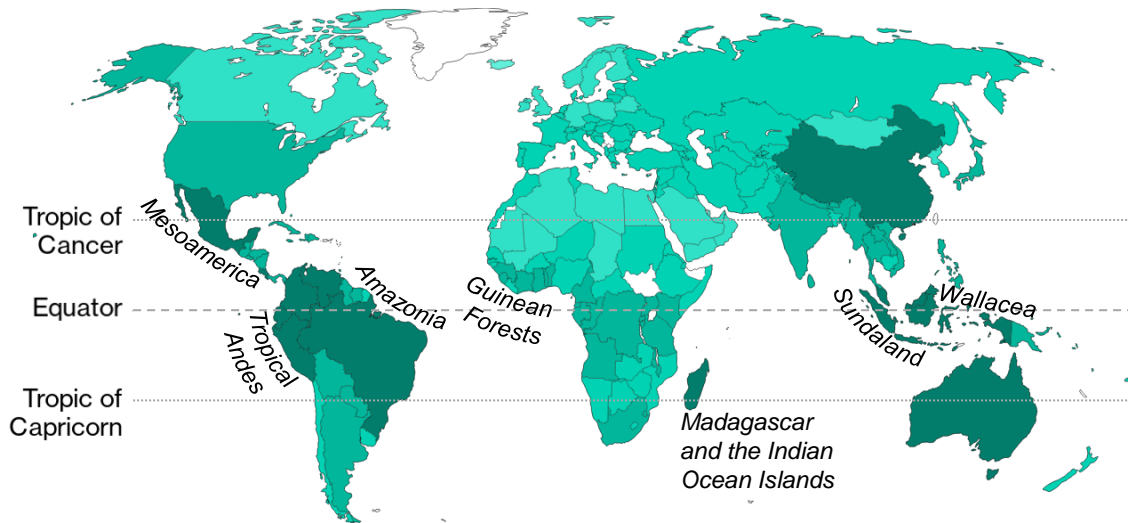 Tropic of
Cancer
Mesoamerica
Equator
Amazonia
Tropical
Andes
Guinean
Forests
Sundaland
Wallacea
Tropic of
Capricorn
Madagascar
and the Indian
Ocean Islands